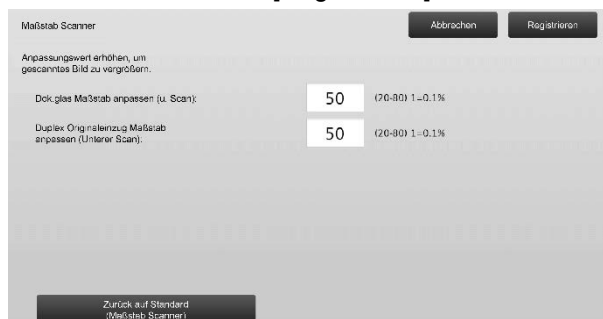 Maßstab Scanner
Abbrechen
Registrieren
Anpassungswert erhöhen, um
gescanntes Bild zu vergrößern.
Dok.glas Maßstab anpassen (u. Scan):
50
(20-80) 1=0.1%
Duplex Originaleinzug Maßstab
anpassen (Unterer Scan):
50
(20-80) 1=0.1%
Zurück auf Standard
(Maßstab Scanner)